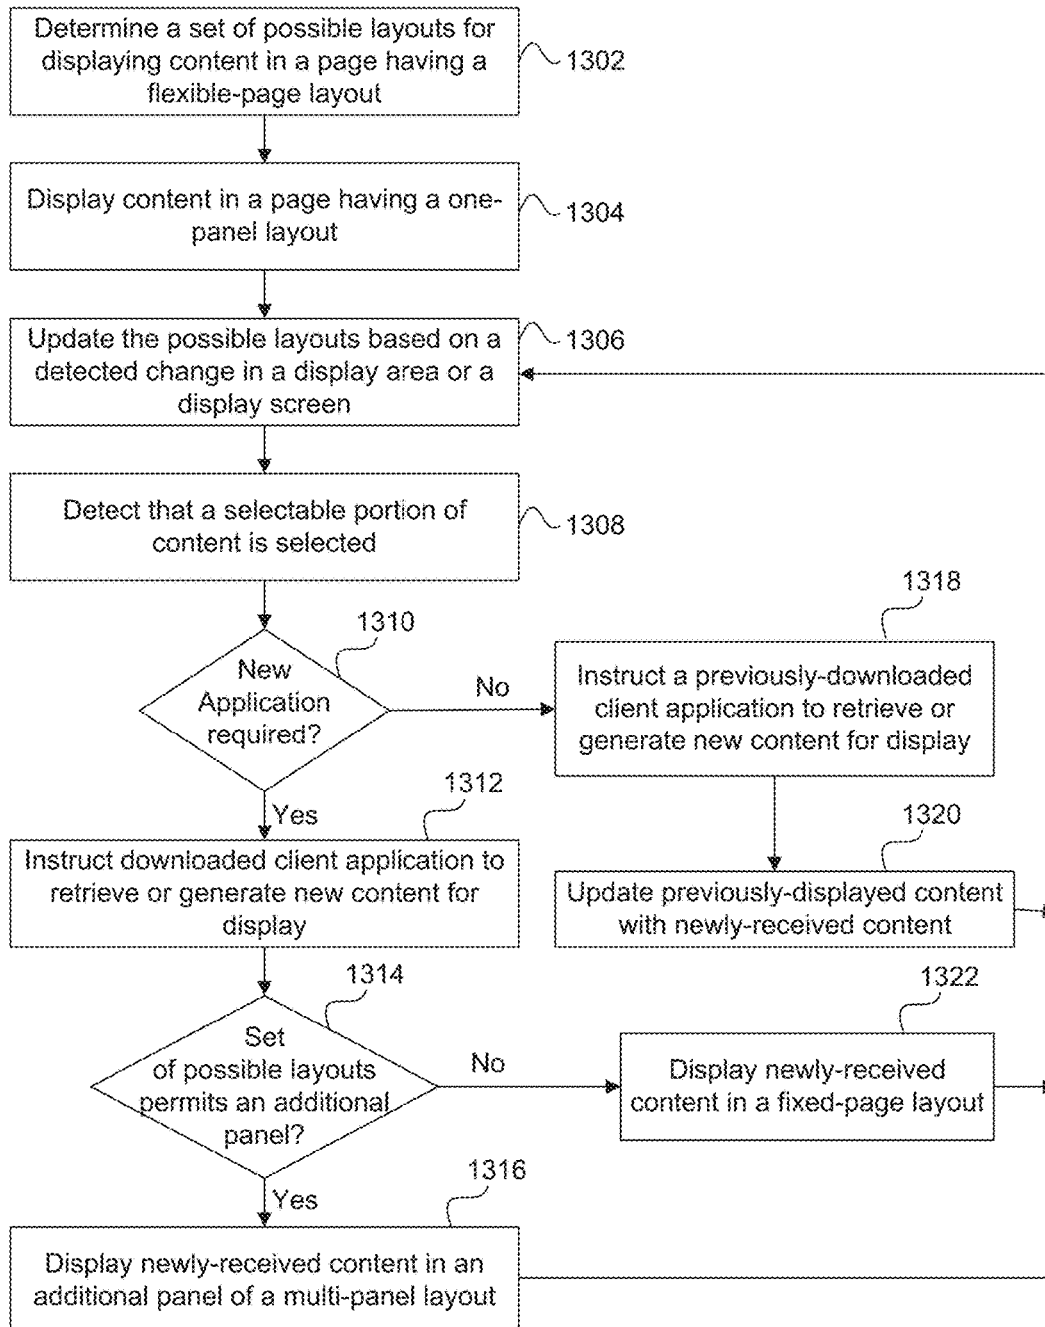 Determine a set of possible layouts for
displaying content in a page having a
flexible-page layout
1302
Display content in a page having a one-
panel layout
1304
Update the possible layouts based on a
detected change in a display area or a
display screen
1306
Detect that a selectable portion of
content is selected
1308
1310
New
Application
required?
No
Yes
1318
Instruct a previously-downloaded
client application to retrieve or
generate new content for display
1312
Instruct downloaded client application to
retrieve or generate new content for
display
1320
Update previously-displayed content
with newly-received content
1314
Set
of possible layouts
permits an additional
panel?
No
Yes
1322
Display newly-received
content in a fixed-page layout
1316
Display newly-received content in an
additional panel of a multi-panel layout